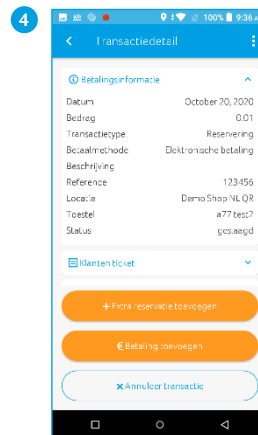 4
100% 9:36
Transactiedetail
Betalingsinformatie
Datum October 20, 2020
Bedrag 0.01
Transactietype Reservering
Betaalmethode Elektronische betaling
Beschrijving
Reference 123456
Locatie Demo Shop NL QR
Toestel a77 test2
Status geslaagd
Klanten ticket
+ Extra reservatie toevoegen
€ Betaling toevoegen
× Annuleer transactie